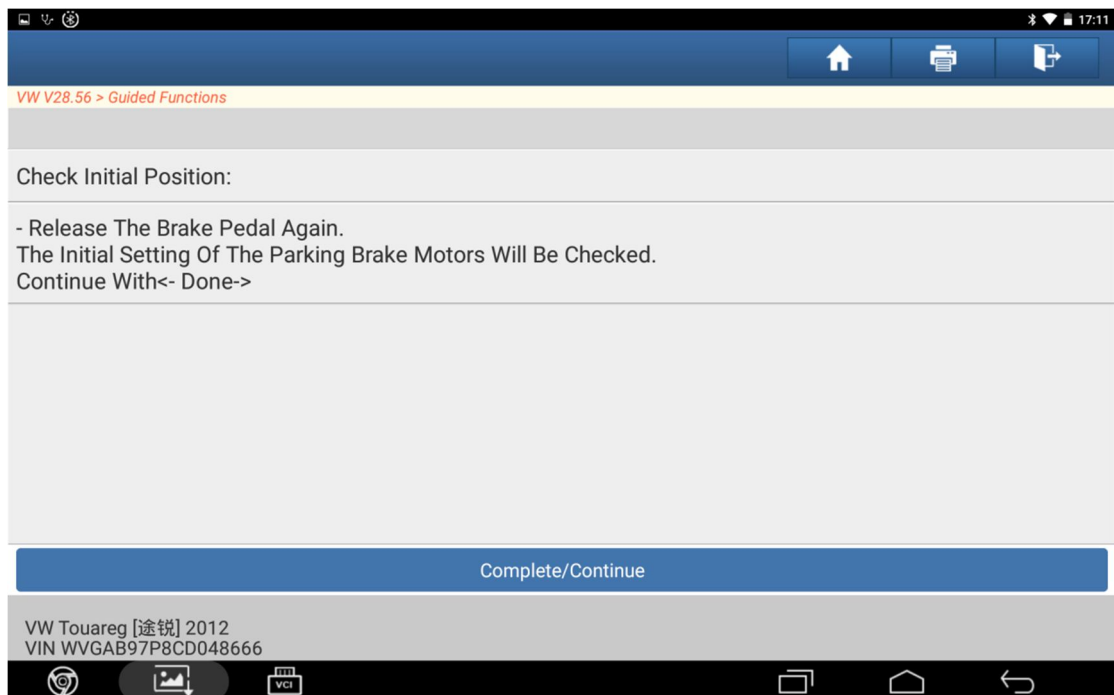 17:11
VW V28.56 > Guided Functions
Check Initial Position:
- Release The Brake Pedal Again.
The Initial Setting Of The Parking Brake Motors Will Be Checked.
Continue With<- Done->
Complete/Continue
VW Touareg [途锐] 2012
VIN WVGAB97P8CD048666
VCI